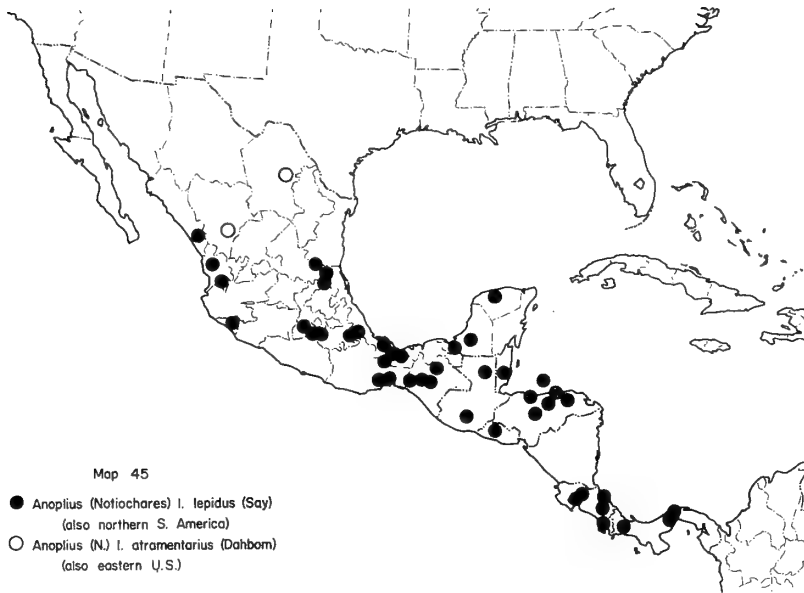 Map 45
Anoplius (Notiochares) l. lepidus (Say)
(also northern S. America)
Anoplius (N.) l. atramentarius (Dahbom)
(also eastern U.S.)